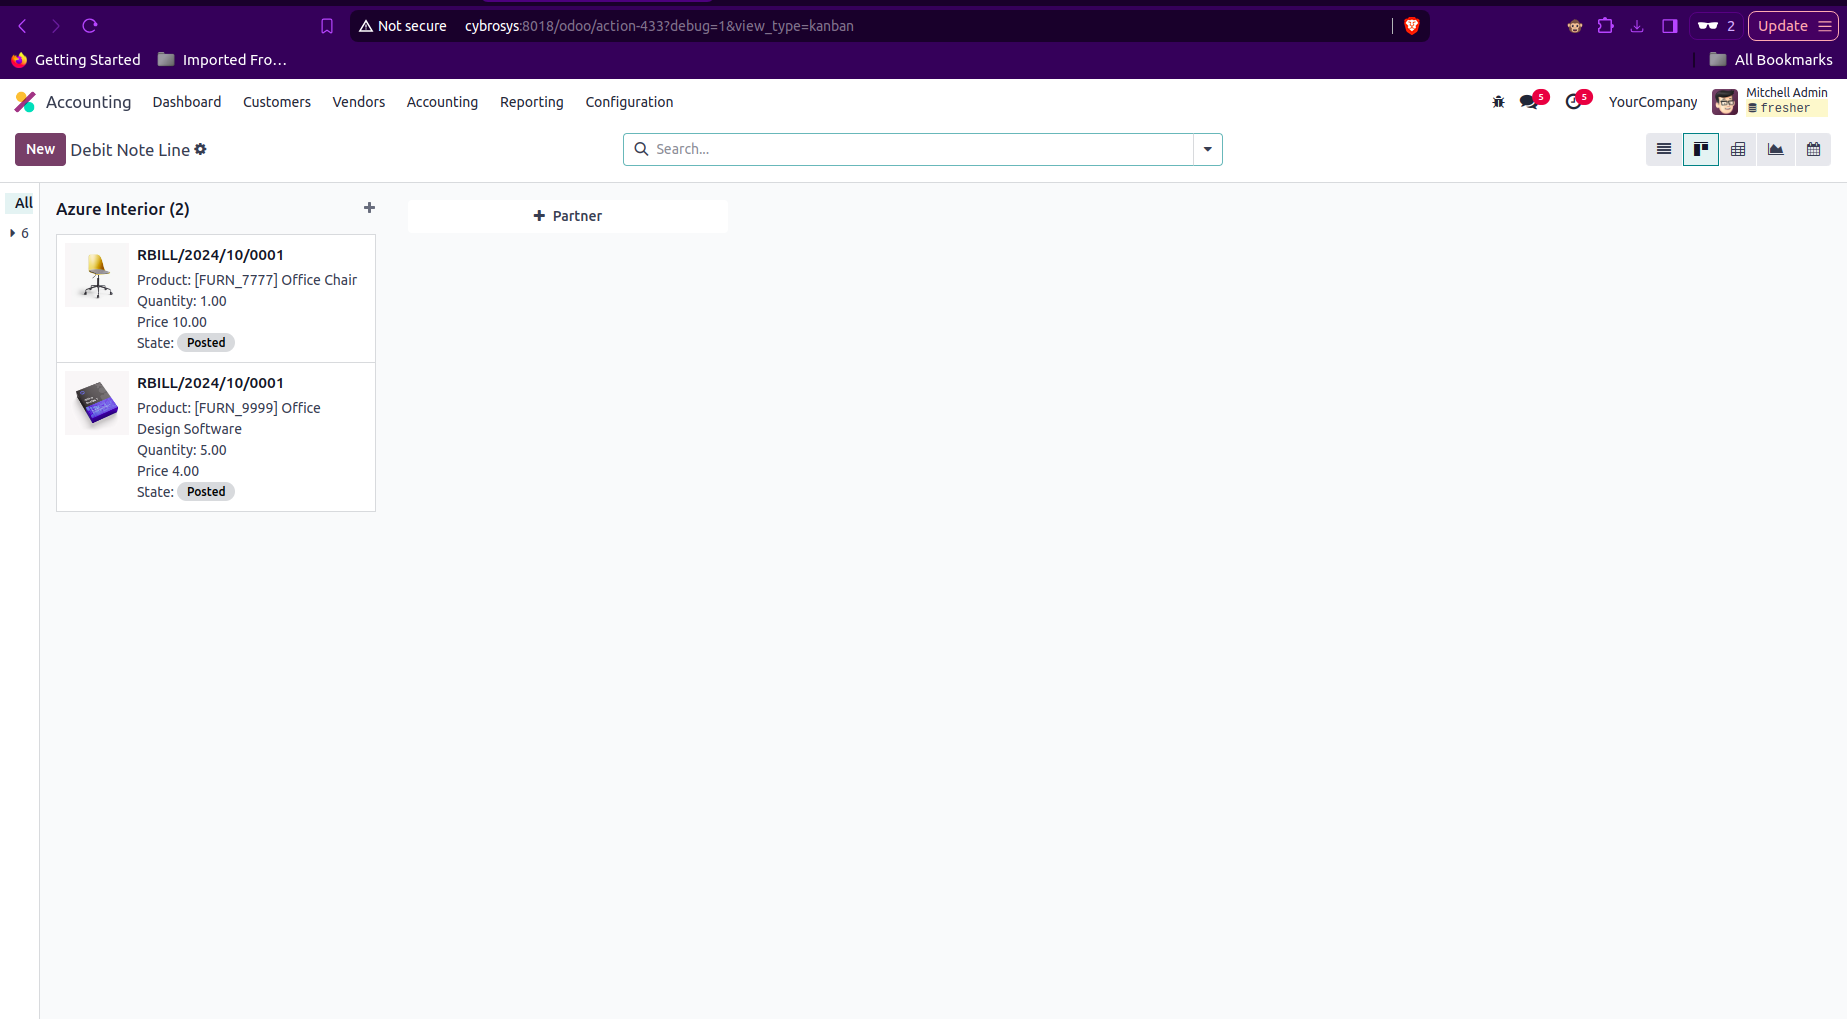 Not secure cybrosys:8018/odoo/action-433?debug=1&view_type=kanban 2 Update
Getting Started Imported Fro... All Bookmarks
Accounting Dashboard Customers Vendors Accounting Reporting Configuration 5 5 YourCompany Mitchell Admin
fresher
New Debit Note Line Search...
All
6
Azure Interior (2)
Partner
RBILL/2024/10/0001
Product: [FURN_7777] Office Chair
Quantity: 1.00
Price 10.00
State: Posted
RBILL/2024/10/0001
Product: [FURN_9999] Office
Design Software
Quantity: 5.00
Price 4.00
State: Posted